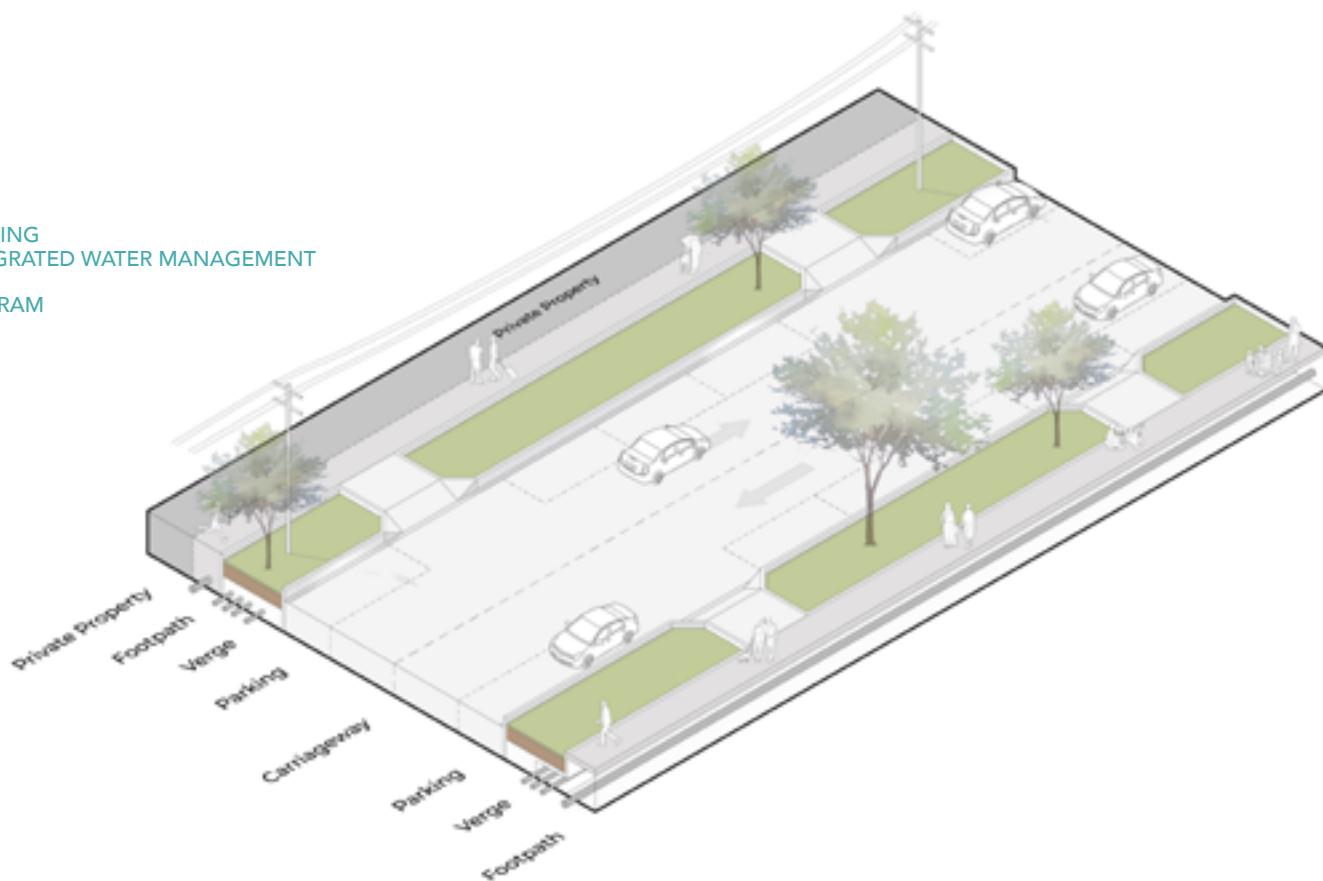 ING
GRATED WATER MANAGEMENT
RAM
Private Property
Private Property
Footpath
Verge
Parking
Carriageway
Parking
Verge
Footpath